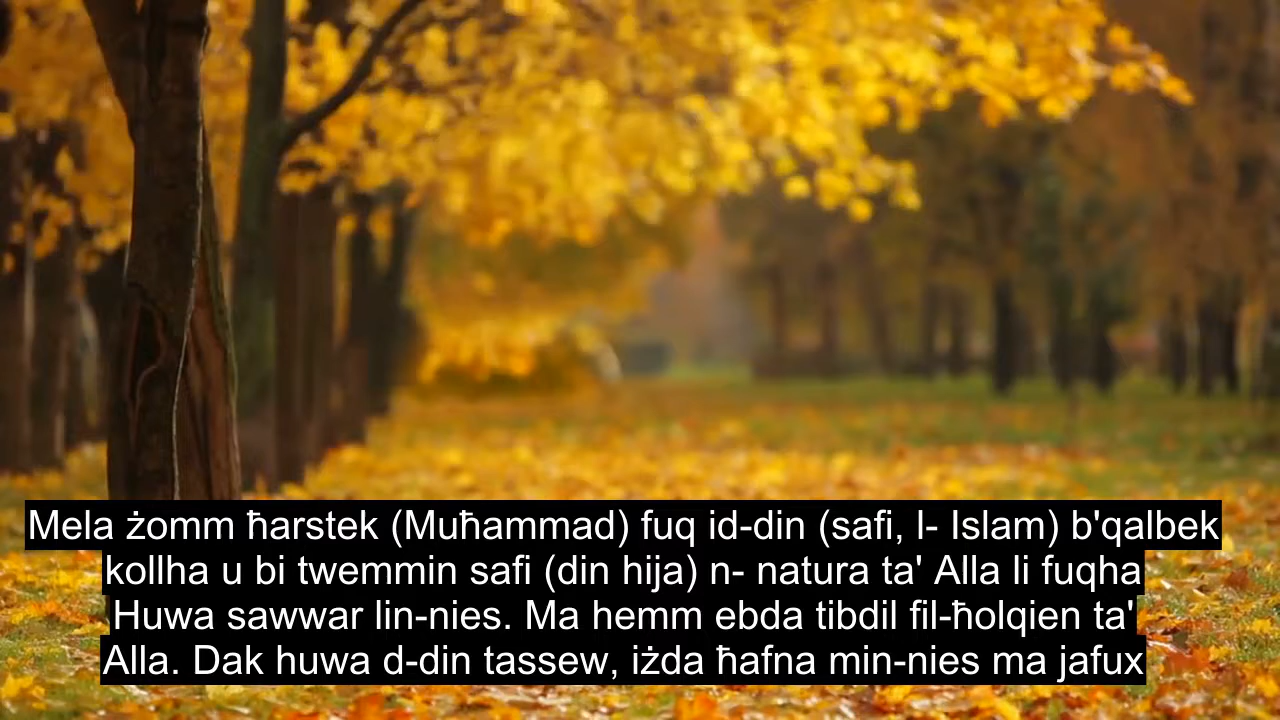 Mela żomm ħarstek (Muħammad) fuq id-din (safi, l- Islam) b'qalbek
kollha u bi twemmin safi (din hija) n- natura ta' Alla li fuqha
Huwa sawwar lin-nies. Ma hemm ebda tibdil fil-ħolqien ta'
Alla. Dak huwa d-din tassew, iżda ħafna min-nies ma jafux